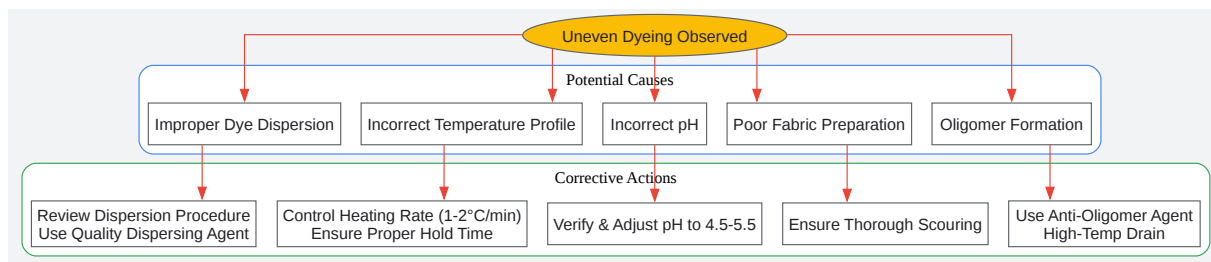 Uneven Dyeing Observed
Potential Causes
Improper Dye Dispersion
Incorrect Temperature Profile
Incorrect pH
Poor Fabric Preparation
Oligomer Formation
Corrective Actions
Review Dispersion Procedure
Use Quality Dispersing Agent
Control Heating Rate (1-2°C/min)
Ensure Proper Hold Time
Verify & Adjust pH to 4.5-5.5
Ensure Thorough Scouring
Use Anti-Oligomer Agent
High-Temp Drain